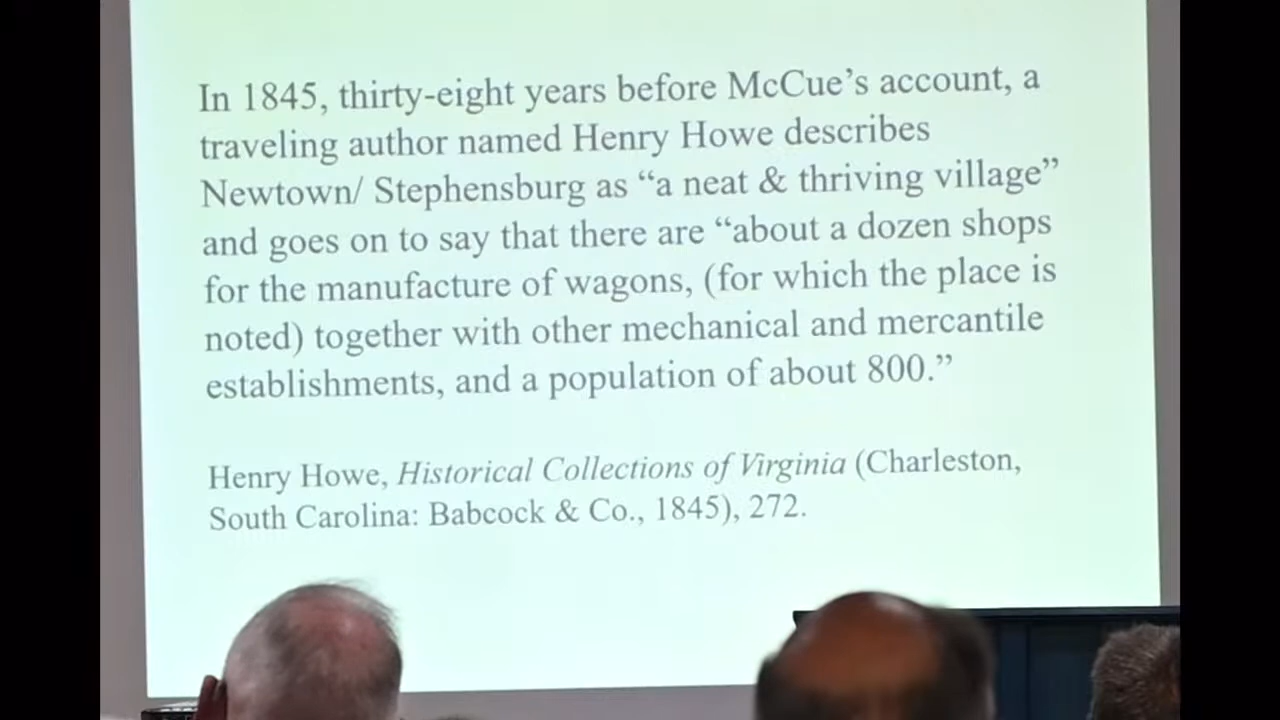 In 1845, thirty-eight years before McCue’s account, a
traveling author named Henry Howe describes
Newtown/ Stephensburg as “a neat & thriving village”
and goes on to say that there are “about a dozen shops
for the manufacture of wagons, (for which the place is
noted) together with other mechanical and mercantile
establishments, and a population of about 800.”
Henry Howe, Historical Collections of Virginia (Charleston,
South Carolina: Babcock & Co., 1845), 272.